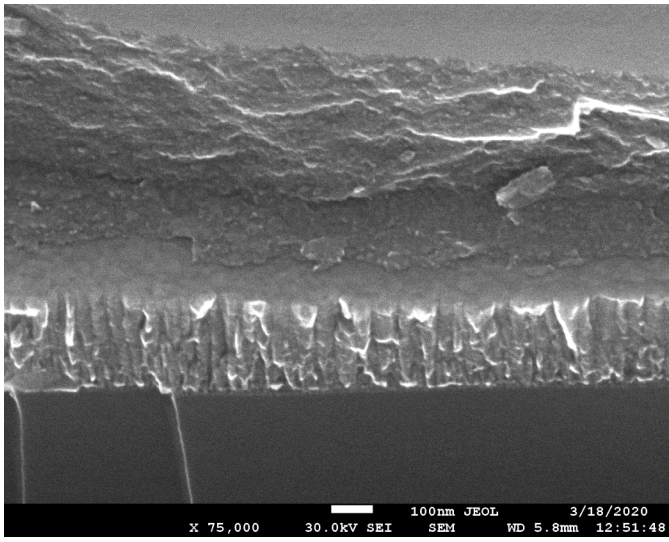 100nm JEOL 3/18/2020
X 75,000 30.0kV SEI SEM WD 5.8mm 12:51:48